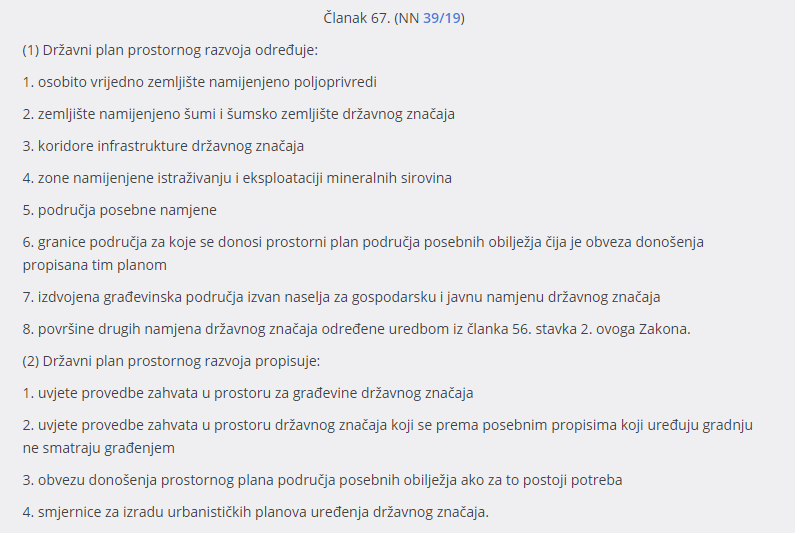 Članak 67. (NN 39/19)
(1) Državni plan prostornog razvoja određuje:
1. osobito vrijedno zemljište namijenjeno poljoprivredi
2. zemljište namijenjeno šumi i šumsko zemljište državnog značaja
3. koridore infrastrukture državnog značaja
4. zone namijenjene istraživanju i eksploataciji mineralnih sirovina
5. područja posebne namjene
6. granice područja za koje se donosi prostorni plan područja posebnih obilježja čija je obveza donošenja
propisana tim planom
7. izdvojena građevinska područja izvan naselja za gospodarsku i javnu namjenu državnog značaja
8. površine drugih namjena državnog značaja određene uredbom iz članka 56. stavka 2. ovoga Zakona.
(2) Državni plan prostornog razvoja propisuje:
1. uvjete provedbe zahvata u prostoru za građevine državnog značaja
2. uvjete provedbe zahvata u prostoru državnog značaja koji se prema posebnim propisima koji uređuju gradnju
ne smatraju građenjem
3. obvezu donošenja prostornog plana područja posebnih obilježja ako za to postoji potreba
4. smjernice za izradu urbanističkih planova uređenja državnog značaja.